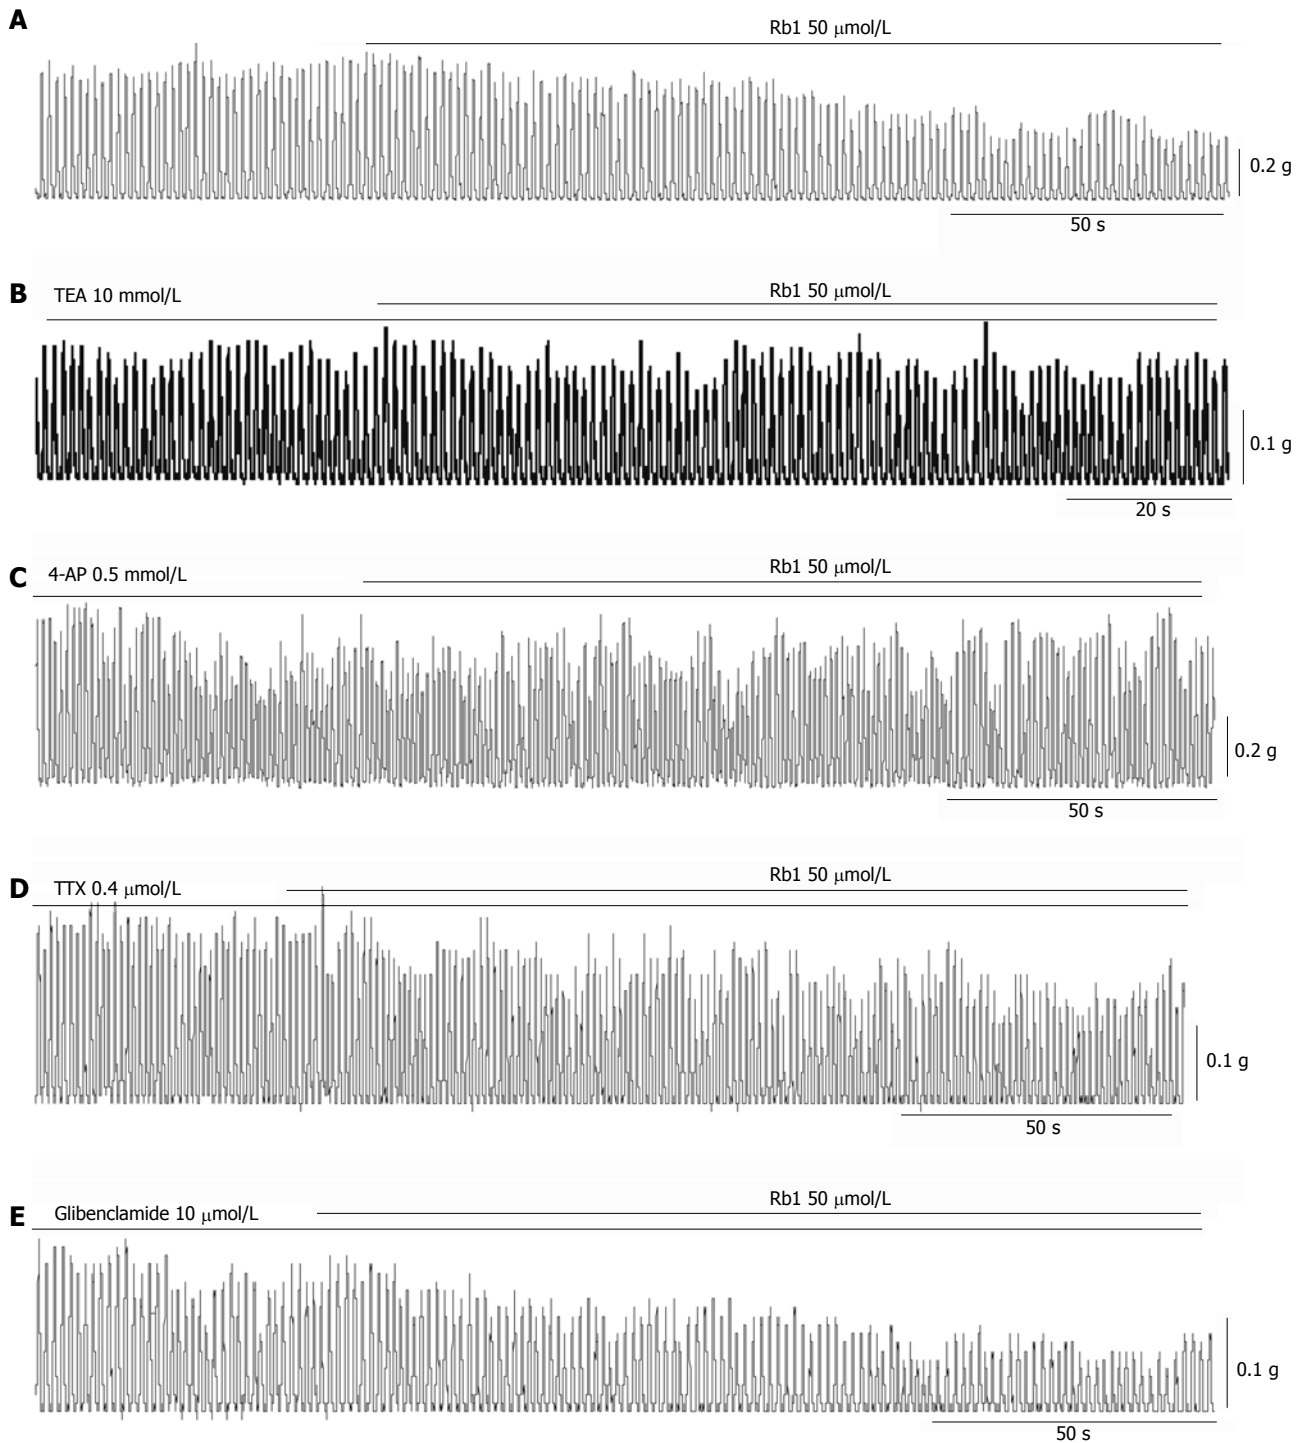 A
Rb1 50 μmol/L
0.2 g
50 s
B
TEA 10 mmol/L
Rb1 50 μmol/L
0.1 g
20 s
C
4-AP 0.5 mmol/L
Rb1 50 μmol/L
0.2 g
50 s
D
TTX 0.4 μmol/L
Rb1 50 μmol/L
0.1 g
50 s
E
Glibenclamide 10 μmol/L
Rb1 50 μmol/L
0.1 g
50 s